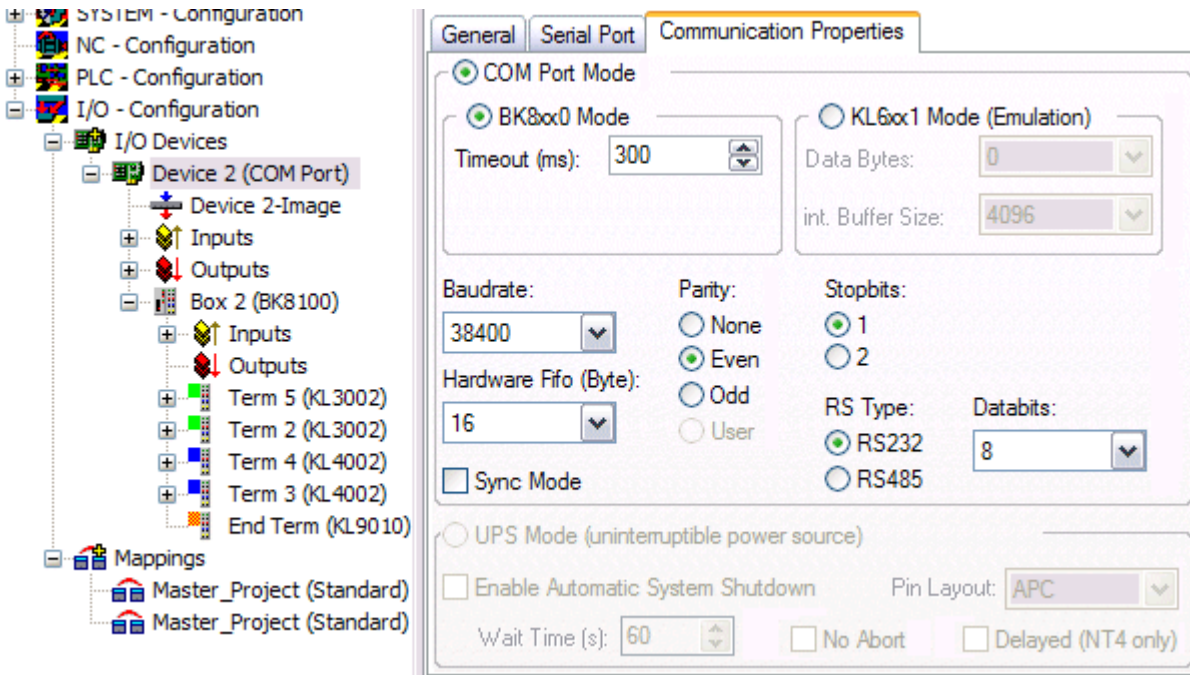 SYSTEM - Configuration
NC - Configuration
PLC - Configuration
I/O - Configuration
I/O Devices
Device 2 (COM Port)
Device 2-Image
Inputs
Outputs
Box 2 (BK8100)
Inputs
Outputs
Term 5 (KL3002)
Term 2 (KL3002)
Term 4 (KL4002)
Term 3 (KL4002)
End Term (KL9010)
Mappings
Master_Project (Standard)
Master_Project (Standard)
General Serial Port Communication Properties
COM Port Mode
BK8xx0 Mode
Timeout (ms): 300
KL6xx1 Mode (Emulation)
Data Bytes: 0
int. Buffer Size: 4096
Baudrate:
38400
Hardware Fifo (Byte):
16
Sync Mode
Parity:
None
Even
Odd
User
Stopbits:
1
2
RS Type:
RS232
RS485
Databits:
8
UPS Mode (uninterruptible power source)
Enable Automatic System Shutdown Pin Layout: APC
Wait Time (s): 60 No Abort Delayed (NT4 only)